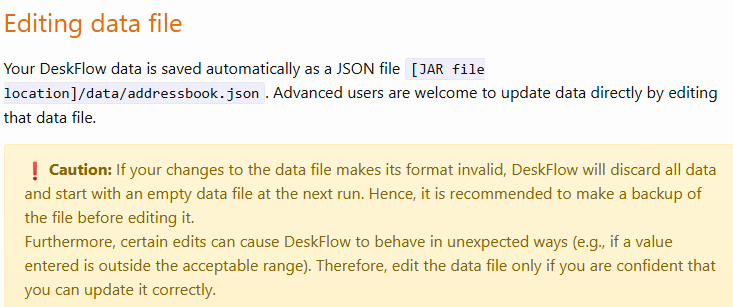 Editing data file
Your DeskFlow data is saved automatically as a JSON file [JAR file
location]/data/addressbook.json . Advanced users are welcome to update data directly by editing
that data file.
❗ Caution: If your changes to the data file makes its format invalid, DeskFlow will discard all data
and start with an empty data file at the next run. Hence, it is recommended to make a backup of
the file before editing it.
Furthermore, certain edits can cause DeskFlow to behave in unexpected ways (e.g., if a value
entered is outside the acceptable range). Therefore, edit the data file only if you are confident that
you can update it correctly.